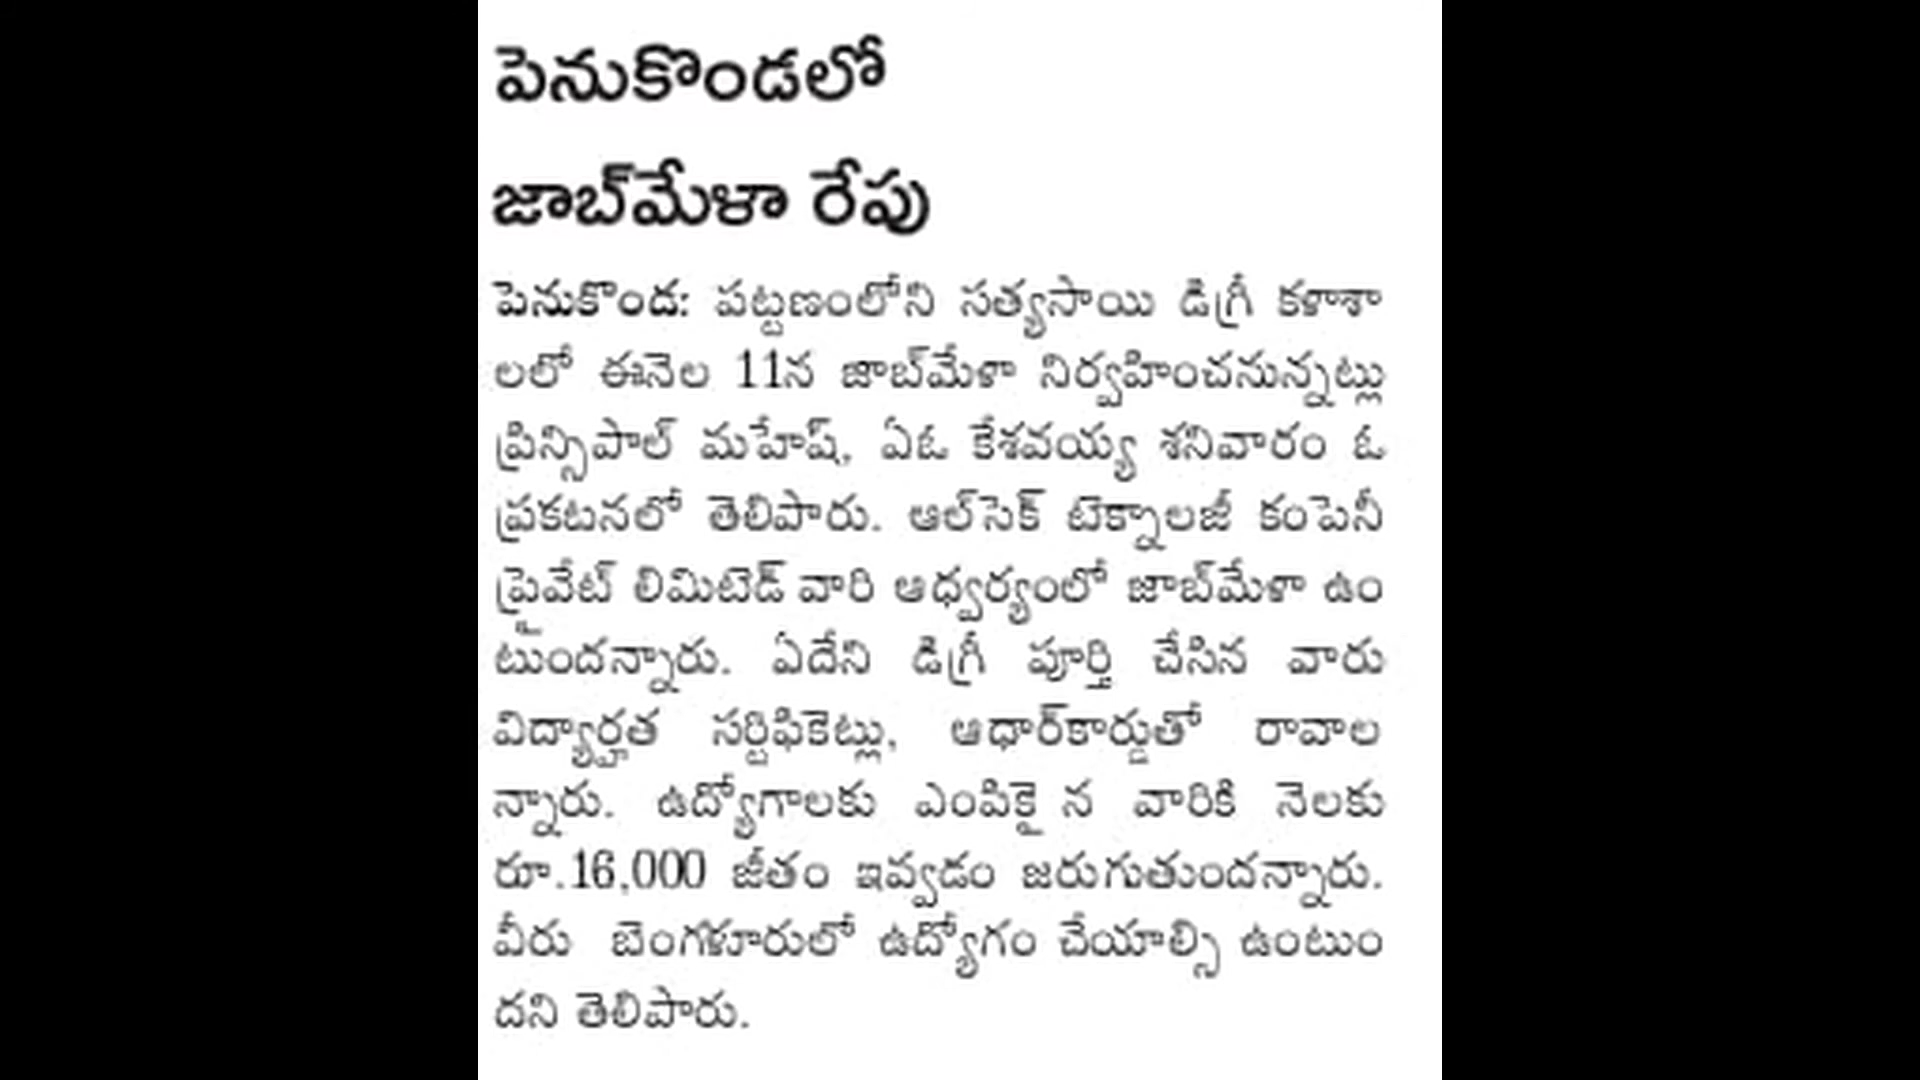 పెనుకొండలో
జాబ్‌మేళా రేపు
పెనుకొండ: పట్టణంలోని సత్యసాయి డిగ్రీ కళాశా
లలో ఈనెల 11న జాబ్‌మేళా నిర్వహించనున్నట్లు
ప్రిన్సిపాల్ మహేష్, ఏఓ కేశవయ్య శనివారం ఓ
ప్రకటనలో తెలిపారు. ఆల్‌సెక్ టెక్నాలజీ కంపెనీ
ప్రైవేట్ లిమిటెడ్ వారి ఆధ్వర్యంలో జాబ్‌మేళా ఉం
టుందన్నారు. ఏదేని డిగ్రీ పూర్తి చేసిన వారు
విద్యార్హత సర్టిఫికెట్లు, ఆధార్‌కార్డుతో రావాల
న్నారు. ఉద్యోగాలకు ఎంపికై న వారికి నెలకు
రూ.16,000 జీతం ఇవ్వడం జరుగుతుందన్నారు.
వీరు బెంగళూరులో ఉద్యోగం చేయాల్సి ఉంటుం
దని తెలిపారు.